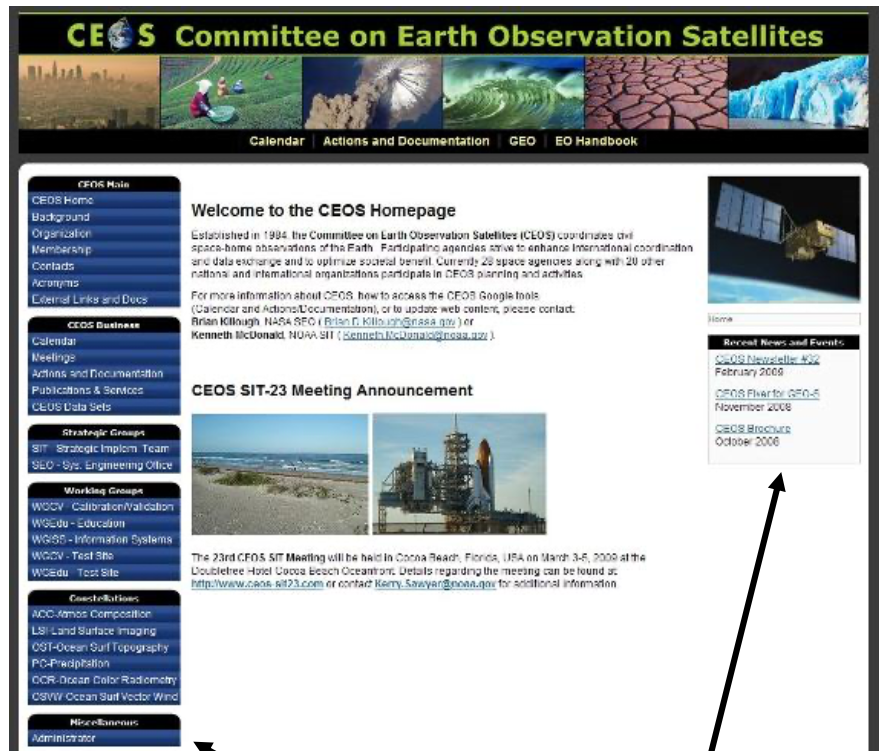 CEOS Committee on Earth Observation Satellites
Calendar Actions and Documentation GEO EO Handbook
CEOS Main
CEOS Home
Background
Organization
Membership
Contacts
Acronyms
External Links and Docs
CEOS Business
Calendar
Meetings
Actions and Documentation
Publications & Services
CEOS Data Sets
Strategic Groups
SIT - Strategic Implem. Team
SEO - Sys. Engineering Office
Working Groups
WGCV - Calibration/Validation
WGEdu - Education
WGISS - Information Systems
WGCV - Test Site
WGEdu - Test Site
Constellations
ACC-Atmos Composition
LSI-Land Surface Imaging
OST-Ocean Surf Topography
PC-Precipitation
OCR-Ocean Color Radiometry
OSVW-Ocean Surf Vector Wind
Miscellaneous
Administrator
Welcome to the CEOS Homepage
Established in 1984, the Committee on Earth Observation Satellites (CEOS) coordinates civil
space-borne observations of the Earth. Participating agencies strive to enhance international coordination
and data exchange and to optimize societal benefit. Currently 28 space agencies along with 20 other
national and international organizations participate in CEOS planning and activities.
For more information about CEOS, how to access the CEOS Google tools
(Calendar and Actions/Documentation), or to update web content, please contact:
Brian Killough, NASA SEO ( Brian.D.Killough@nasa.gov ) or
Kenneth McDonald, NOAA SIT ( Kenneth.McDonald@noaa.gov ).
CEOS SIT-23 Meeting Announcement
The 23rd CEOS SIT Meeting will be held in Cocoa Beach, Florida, USA on March 3-5, 2009 at the
Doubletree Hotel Cocoa Beach Oceanfront. Details regarding the meeting can be found at
http://www.ceos-sit23.com or contact Kerry.Sawyer@noaa.gov for additional information.
Home
Recent News and Events
CEOS Newsletter #32
February 2009
CEOS Flyer for GEO-5
November 2008
CEOS Brochure
October 2008